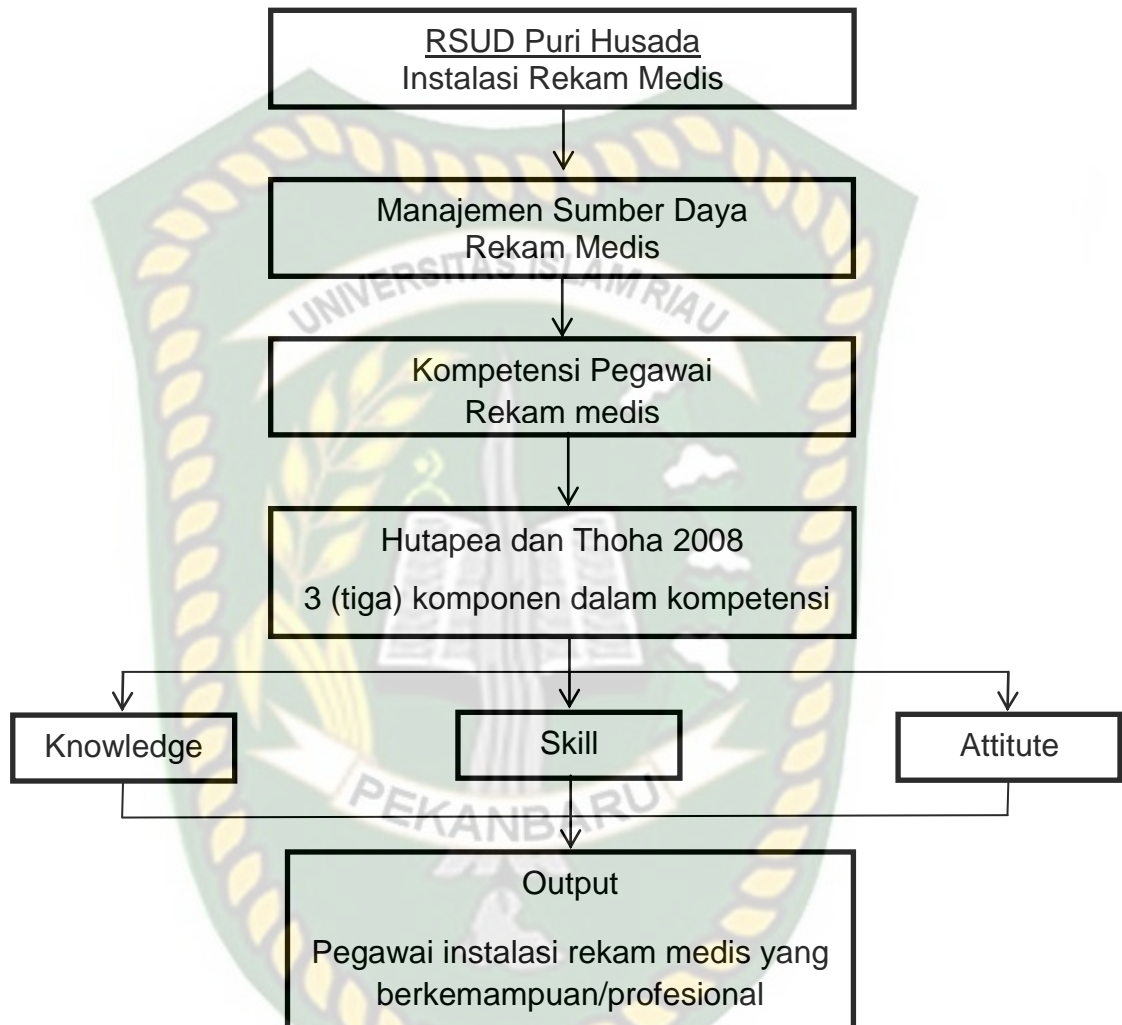 RSUD Puri Husada
Instalasi Rekam Medis
Manajemen Sumber Daya
Rekam Medis
UNIVERSITAS ISLAM RIAU
Kompetensi Pegawai
Rekam medis
Hutapea dan Thoha 2008
3 (tiga) komponen dalam kompetensi
Knowledge
Skill
Attitute
PEKANBARU
Output
Pegawai instalasi rekam medis yang
berkemampuan/profesional